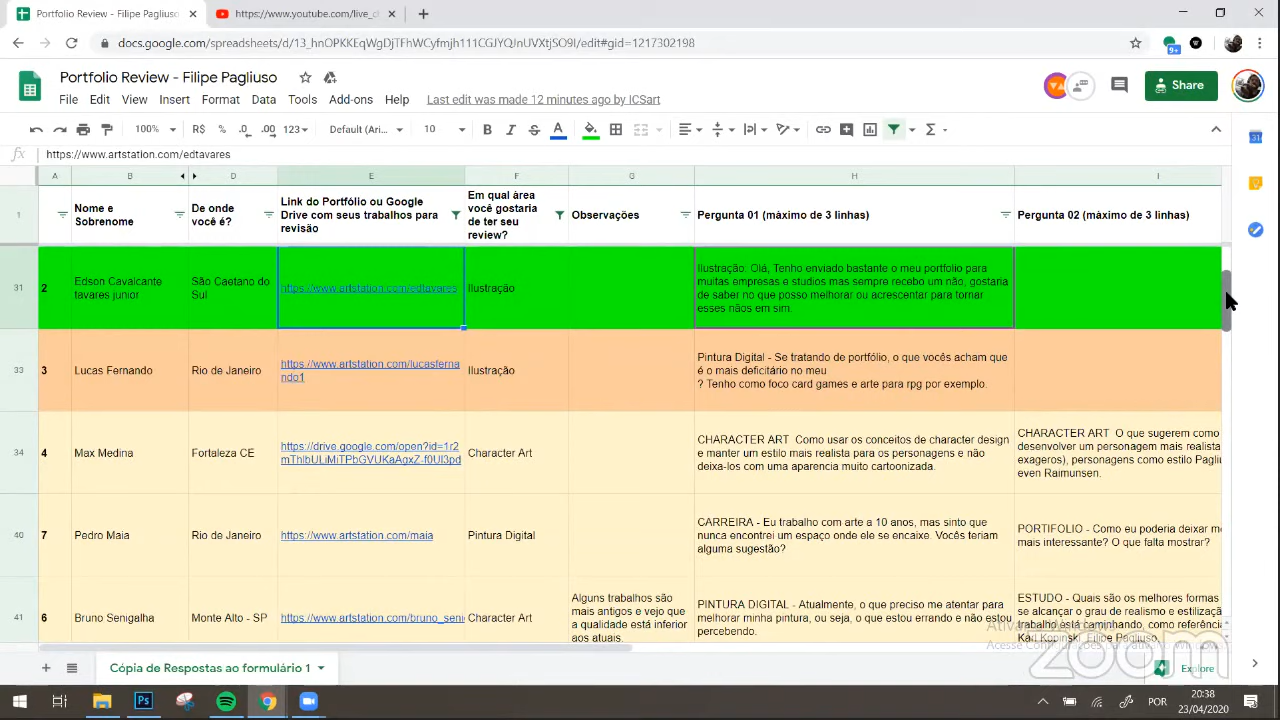 Portfolio Review - Filipe Pagliuso
https://www.youtube.com/live_c
docs.google.com/spreadsheets/d/13_hnOPKKEqWgDjTFhWCyfmjh111CGJYQJnUVXtjSO9I/edit#gid=1217302198
Portfolio Review - Filipe Pagliuso
File Edit View Insert Format Data Tools Add-ons Help Last edit was made 12 minutes ago by ICSart
Share
100% R$ % .0 .00 123 Default (Ari... 10
https://www.artstation.com/edtavares
A B D E F G H I
1
Nome e
Sobrenome
De onde
você é?
Link do Portfólio ou Google
Drive com seus trabalhos para
revisão
Em qual área
você gostaria
de ter seu
review?
Observações
Pergunta 01 (máximo de 3 linhas)
Pergunta 02 (máximo de 3 linhas)
31
2
Edson Cavalcante
tavares junior
São Caetano do
Sul
https://www.artstation.com/edtavares
Ilustração
Ilustração: Olá, Tenho enviado bastante o meu portfolio para
muitas empresas e studios mas sempre recebo um não, gostaria
de saber no que posso melhorar ou acrescentar para tornar
esses nãos em sim.
33
3
Lucas Fernando
Rio de Janeiro
https://www.artstation.com/lucasferna
ndo1
Ilustração
Pintura Digital - Se tratando de portfólio, o que vocês acham que
é o mais deficitário no meu
? Tenho como foco card games e arte para rpg por exemplo.
34
4
Max Medina
Fortaleza CE
https://drive.google.com/open?id=1r2
mThlbULiMiTPbGVUKaAqxZ-f0UI3pd
Character Art
CHARACTER ART Como usar os conceitos de character design
e manter um estilo mais realista para os personagens e não
deixa-los com uma aparencia muito cartoonizada.
CHARACTER ART O que sugerem como
desenvolver um personagem mais realista
exageros), personagens como estilo Pagliu
even Raimunsen.
40
7
Pedro Maia
Rio de Janeiro
https://www.artstation.com/maia
Pintura Digital
CARREIRA - Eu trabalho com arte a 10 anos, mas sinto que
nunca encontrei um espaço onde ele se encaixe. Vocês teriam
alguma sugestão?
PORTIFOLIO - Como eu poderia deixar me
mais interessante? O que falta mostrar?
41
6
Bruno Senigalha
Monte Alto - SP
https://www.artstation.com/bruno_seni
Character Art
Alguns trabalhos são
mais antigos e vejo que
a qualidade está inferior
aos atuais.
PINTURA DIGITAL - Atualmente, o que preciso me atentar para
melhorar minha pintura, ou seja, o que estou errando e não estou
percebendo.
ESTUDO - Quais são os melhores formas
se alcançar o grau de realismo e estilizaçã
trabalho está caminhando, como referência
Karl Kopinski, Filipe Pagliuso,
zoom
Cópia de Respostas ao formulário 1
Explore
POR
20:38
23/04/2020